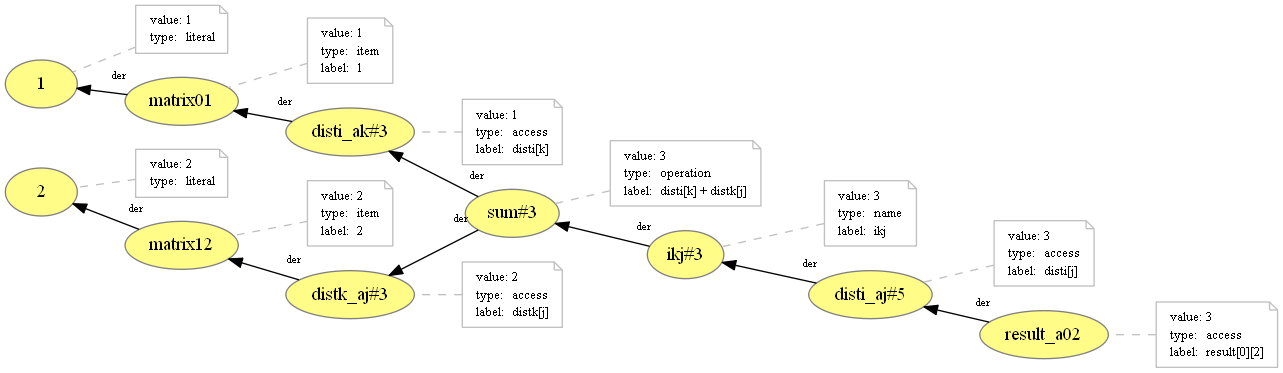 value: 1
type: literal
1
der
matrix01
value: 1
type: item
label: 1
der
disti_ak#3
value: 1
type: access
label: disti[k]
der
2
value: 2
type: literal
der
matrix12
value: 2
type: item
label: 2
der
distk_aj#3
value: 2
type: access
label: distk[j]
der
sum#3
value: 3
type: operation
label: disti[k] + distk[j]
der
ikj#3
value: 3
type: name
label: ikj
der
disti_aj#5
value: 3
type: access
label: disti[j]
der
result_a02
value: 3
type: access
label: result[0][2]